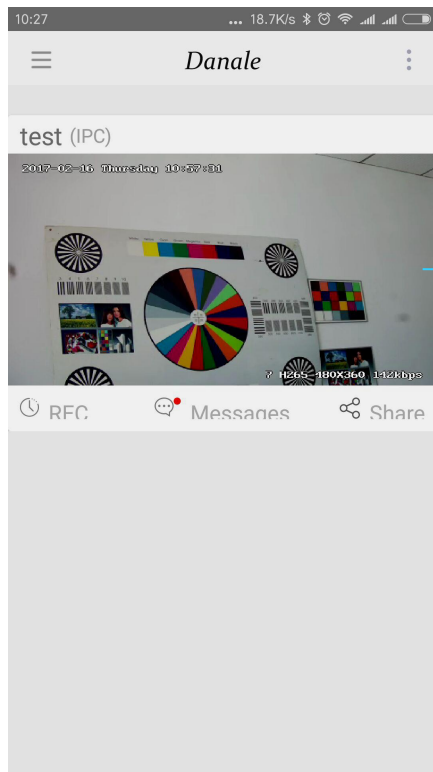 10:27 ... 18.7K/s
Danale
test (IPC)
2017-02-16 Thursday 10:57:31
7 H265 480X360 142kbps
REC Messages Share